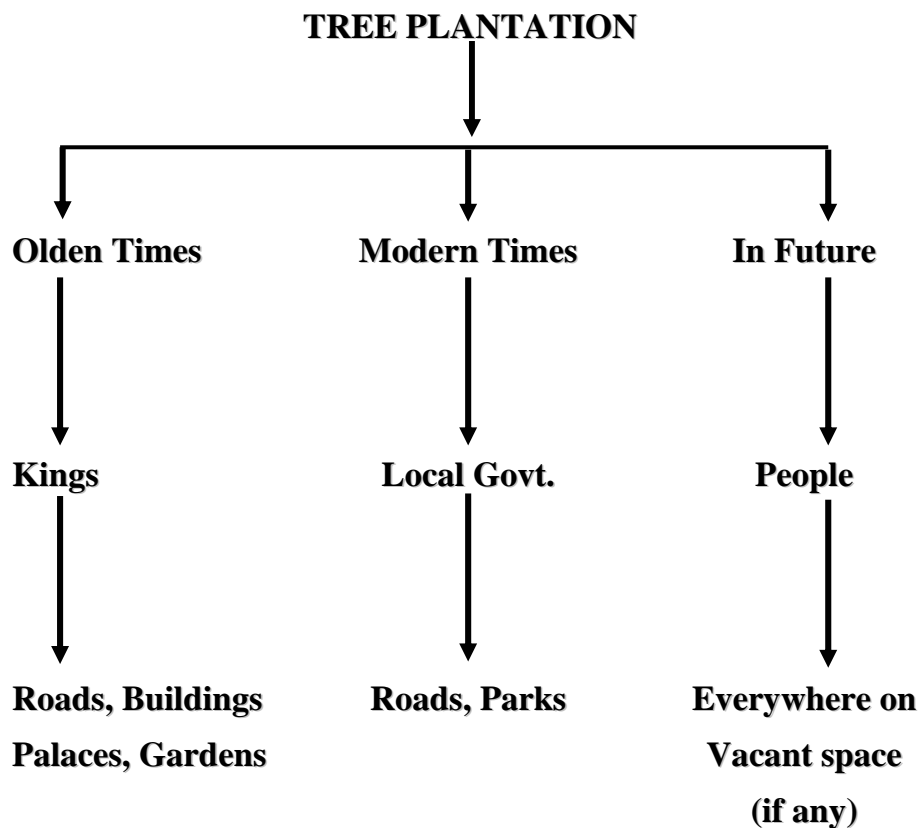 TREE PLANTATION
Olden Times
Modern Times
In Future
Kings
Local Govt.
People
Roads, Buildings
Palaces, Gardens
Roads, Parks
Everywhere on
Vacant space
(if any)